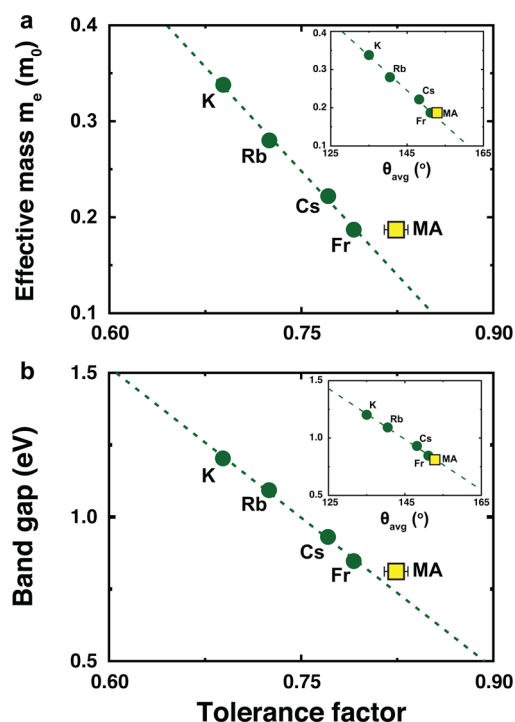 a
Effective mass mₑ (m₀)
0.4
0.3
0.2
0.1
0.60
0.75
0.90
K
Rb
Cs
Fr
MA
0.4
0.3
0.2
0.1
125
145
165
θavg (°)
K
Rb
Cs
Fr
MA
b
Band gap (eV)
1.5
1.0
0.5
0.60
0.75
0.90
Tolerance factor
K
Rb
Cs
Fr
MA
1.5
1.0
0.75
0.5
125
145
165
θavg (°)
K
Rb
Cs
Fr
MA